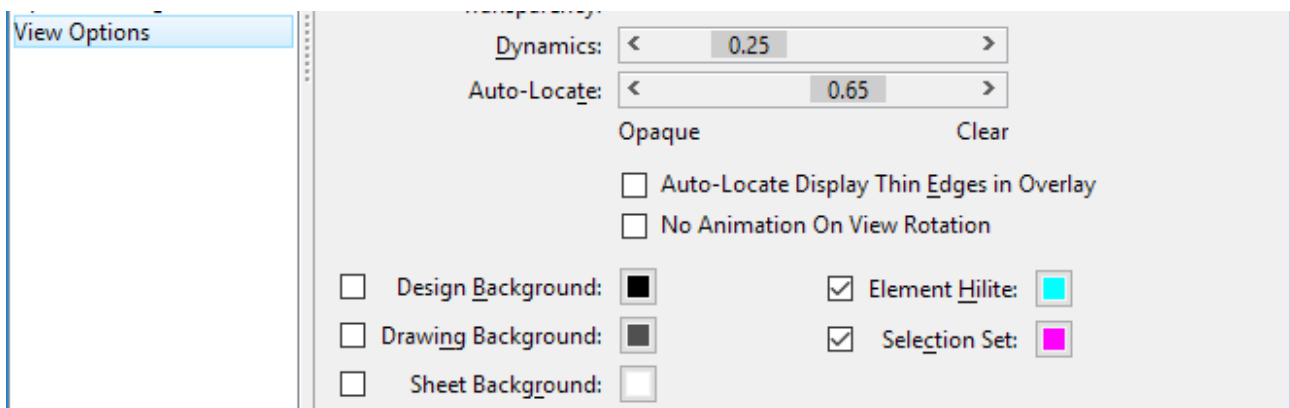 View Options
Transparency:
Dynamics: < 0.25 >
Auto-Locate: < 0.65 >
Opaque Clear
Auto-Locate Display Thin Edges in Overlay
No Animation On View Rotation
Design Background: Element Hilite:
Drawing Background: Selection Set:
Sheet Background: